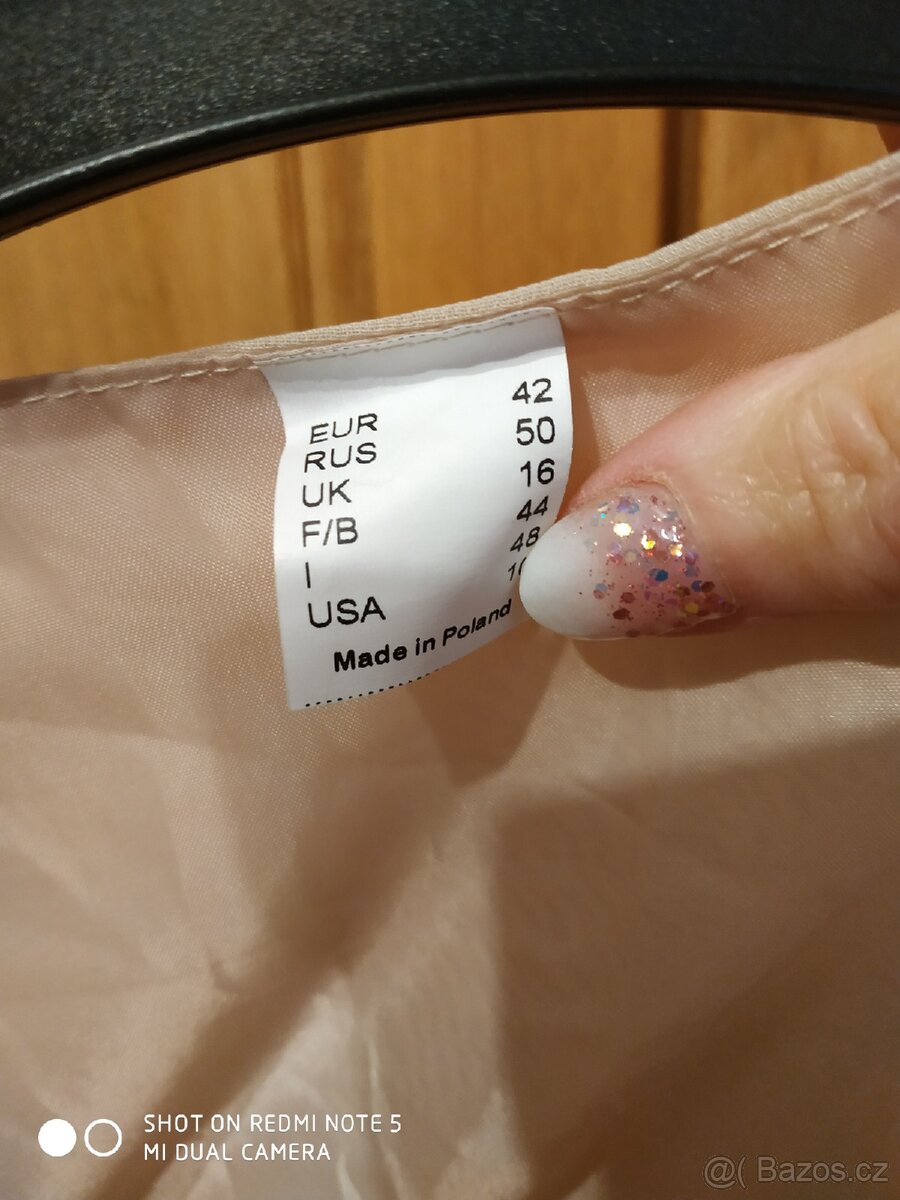 EUR 42
RUS 50
UK 16
F/B 44
I 48
USA
Made in Poland
SHOT ON REDMI NOTE 5
MI DUAL CAMERA
@( Bazos.cz